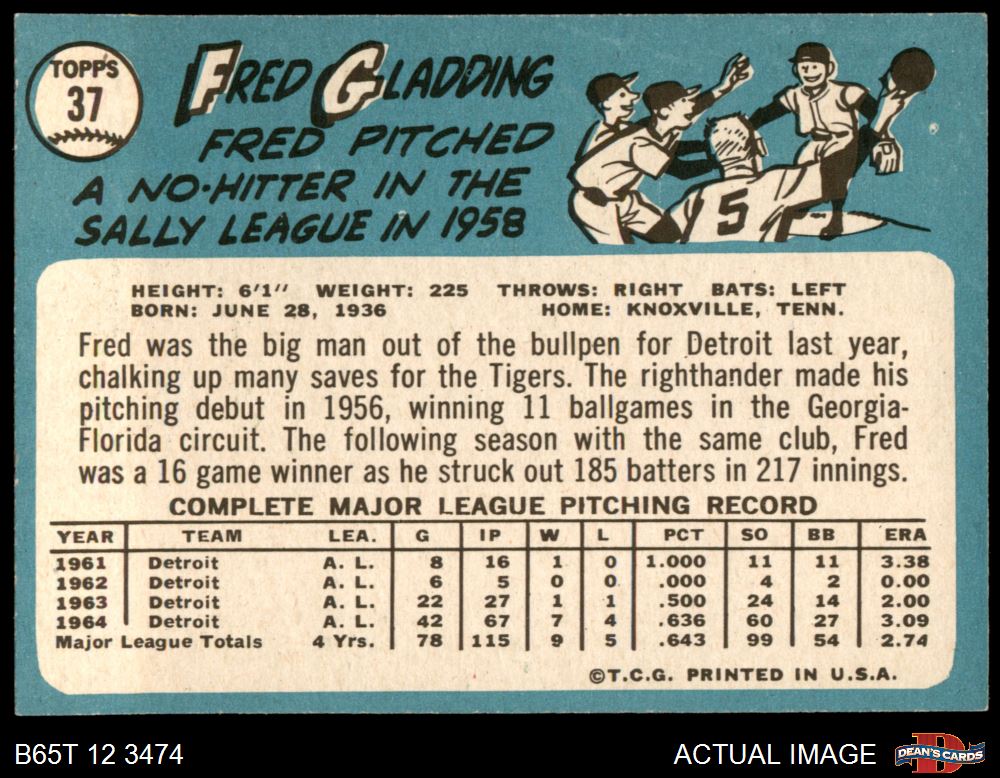 TOPPS
37
FRED GLADDING
FRED PITCHED
A NO-HITTER IN THE
SALLY LEAGUE IN 1958
5
HEIGHT: 6'1" WEIGHT: 225 THROWS: RIGHT BATS: LEFT
BORN: JUNE 28, 1936 HOME: KNOXVILLE, TENN.
Fred was the big man out of the bullpen for Detroit last year,
chalking up many saves for the Tigers. The righthander made his
pitching debut in 1956, winning 11 ballgames in the Georgia-
Florida circuit. The following season with the same club, Fred
was a 16 game winner as he struck out 185 batters in 217 innings.
COMPLETE MAJOR LEAGUE PITCHING RECORD
YEAR TEAM LEA. G IP W L PCT SO BB ERA
1961 Detroit A. L. 8 16 1 0 1.000 11 11 3.38
1962 Detroit A. L. 6 5 0 0 .000 4 2 0.00
1963 Detroit A. L. 22 27 1 1 .500 24 14 2.00
1964 Detroit A. L. 42 67 7 4 .636 60 27 3.09
Major League Totals 4 Yrs. 78 115 9 5 .643 99 54 2.74
©T.C.G. PRINTED IN U.S.A.
B65T 12 3474 ACTUAL IMAGE DEAN'S CARDS